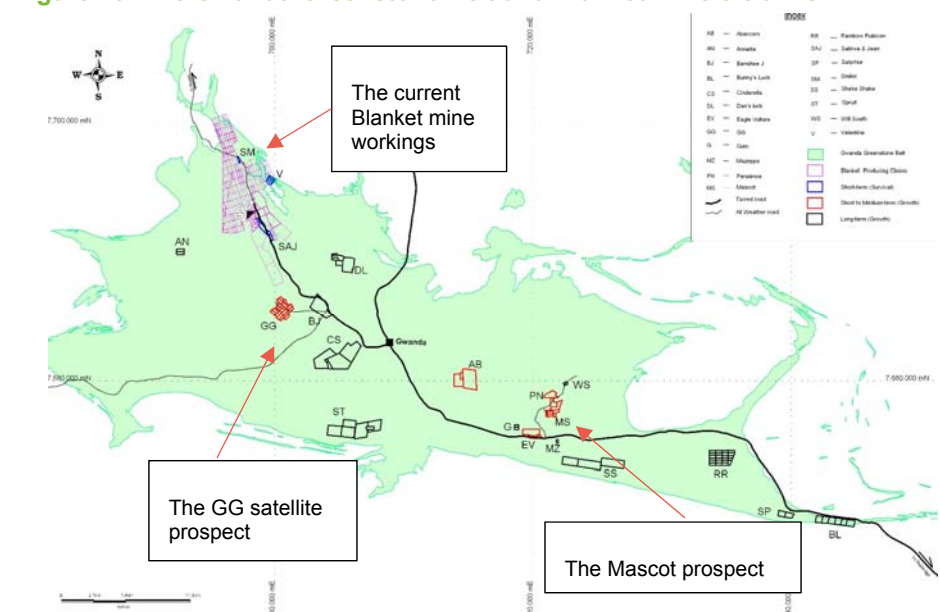 INDEX
AB — Abercorn
AN — Annette
BJ — Banshee J
BL — Bunny's Luck
CS — Cinderella
DL — Dan's luck
EV — Eagle Vulture
GG — GG
G — Gum
MZ — Mazeppa
PN — Penzance
MS — Mascot
Tarred road
All Weather road
RR — Rainbow Rubicon
SAJ — Sabiwa & Jean
SP —
SM — Smiler
SS — Shake Shake
ST — Spruit
WS — Will South
V — Valentine
Gwanda Greenstone Belt
Blanket Producing Claims
Short-term (Survival)
Short to Medium-term (Growth)
Long-term (Growth)
N
W
E
S
700.000 mE
720.000 mE
7:700.000 mN
The current
Blanket mine
workings
SM
V
AN
SAJ
DL
GG
BJ
CS
Gwanda
AB
7:680.000 mN
7:680.000 mN
PN
WS
ST
G
MS
EV
MZ
SS
RR
SP
BL
The GG satellite
prospect
The Mascot prospect